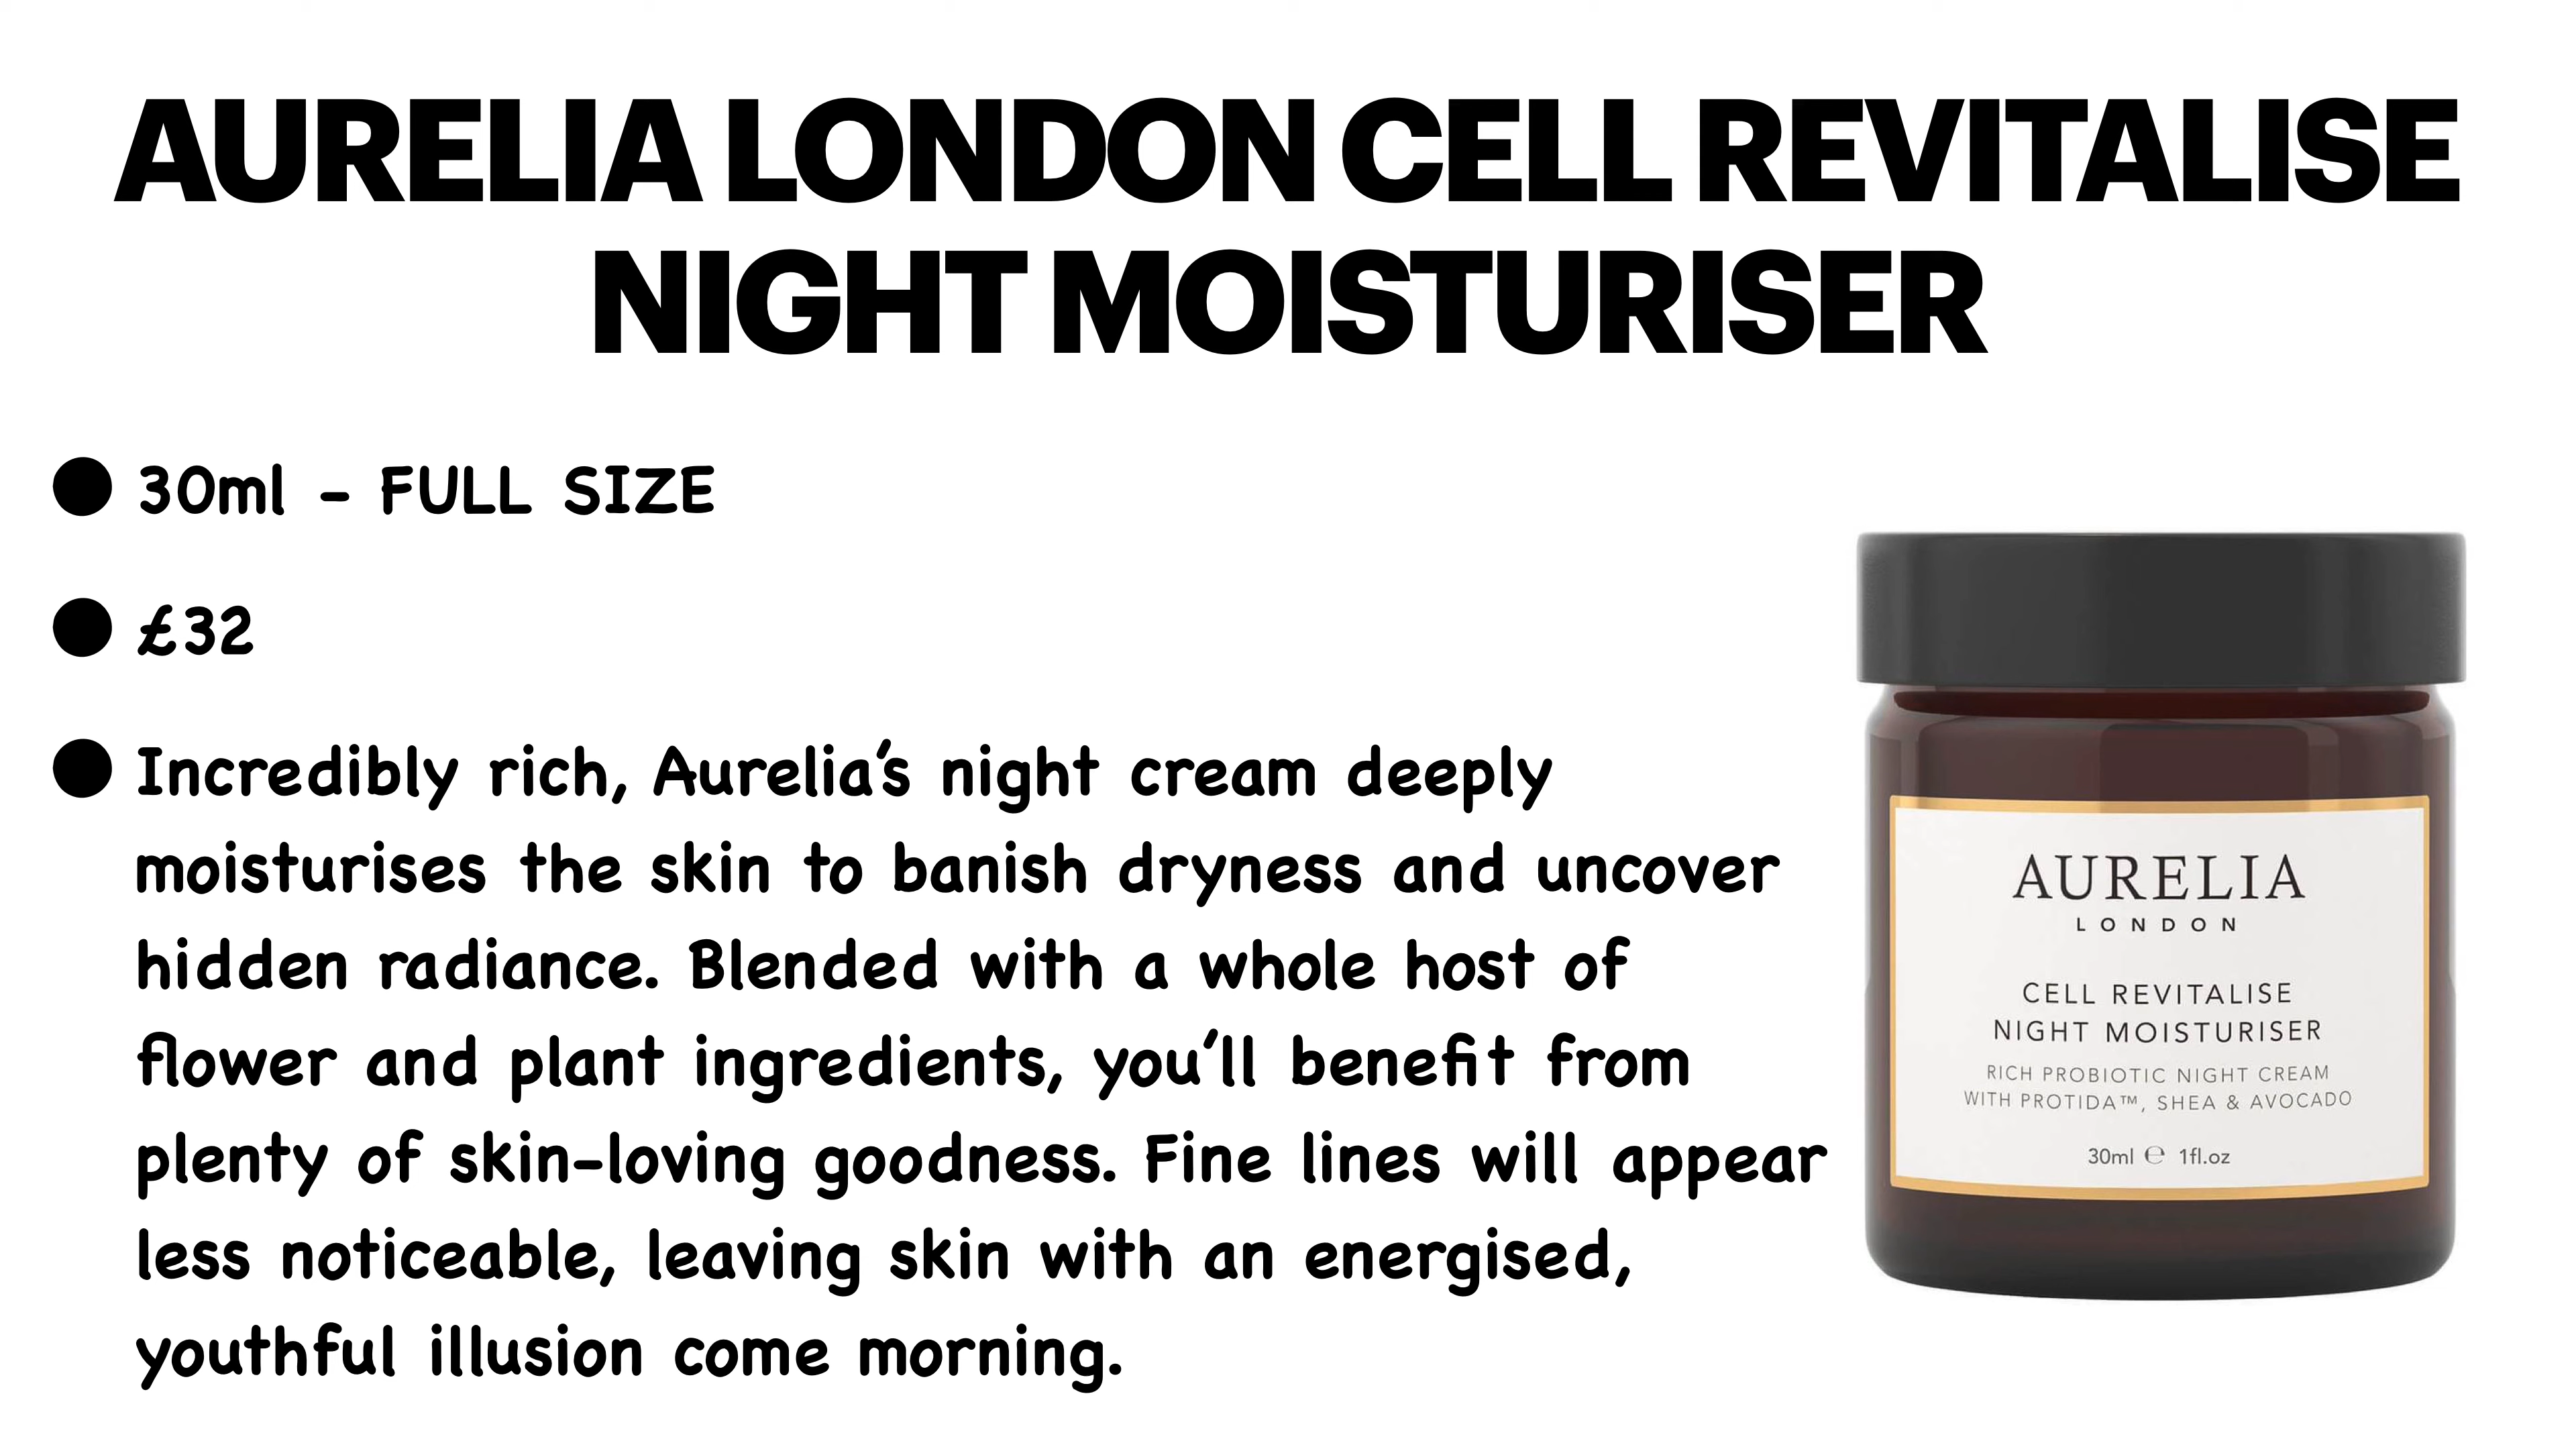 AURELIA LONDON CELL REVITALISE
NIGHT MOISTURISER
● 30ml - FULL SIZE
● £32
● Incredibly rich, Aurelia's night cream deeply
moisturises the skin to banish dryness and uncover
hidden radiance. Blended with a whole host of
flower and plant ingredients, you'll benefit from
plenty of skin-loving goodness. Fine lines will appear
less noticeable, leaving skin with an energised,
youthful illusion come morning.
AURELIA
LONDON
CELL REVITALISE
NIGHT MOISTURISER
RICH PROBIOTIC NIGHT CREAM
WITH PROTIDA™, SHEA & AVOCADO
30ml ℮ 1fl.oz